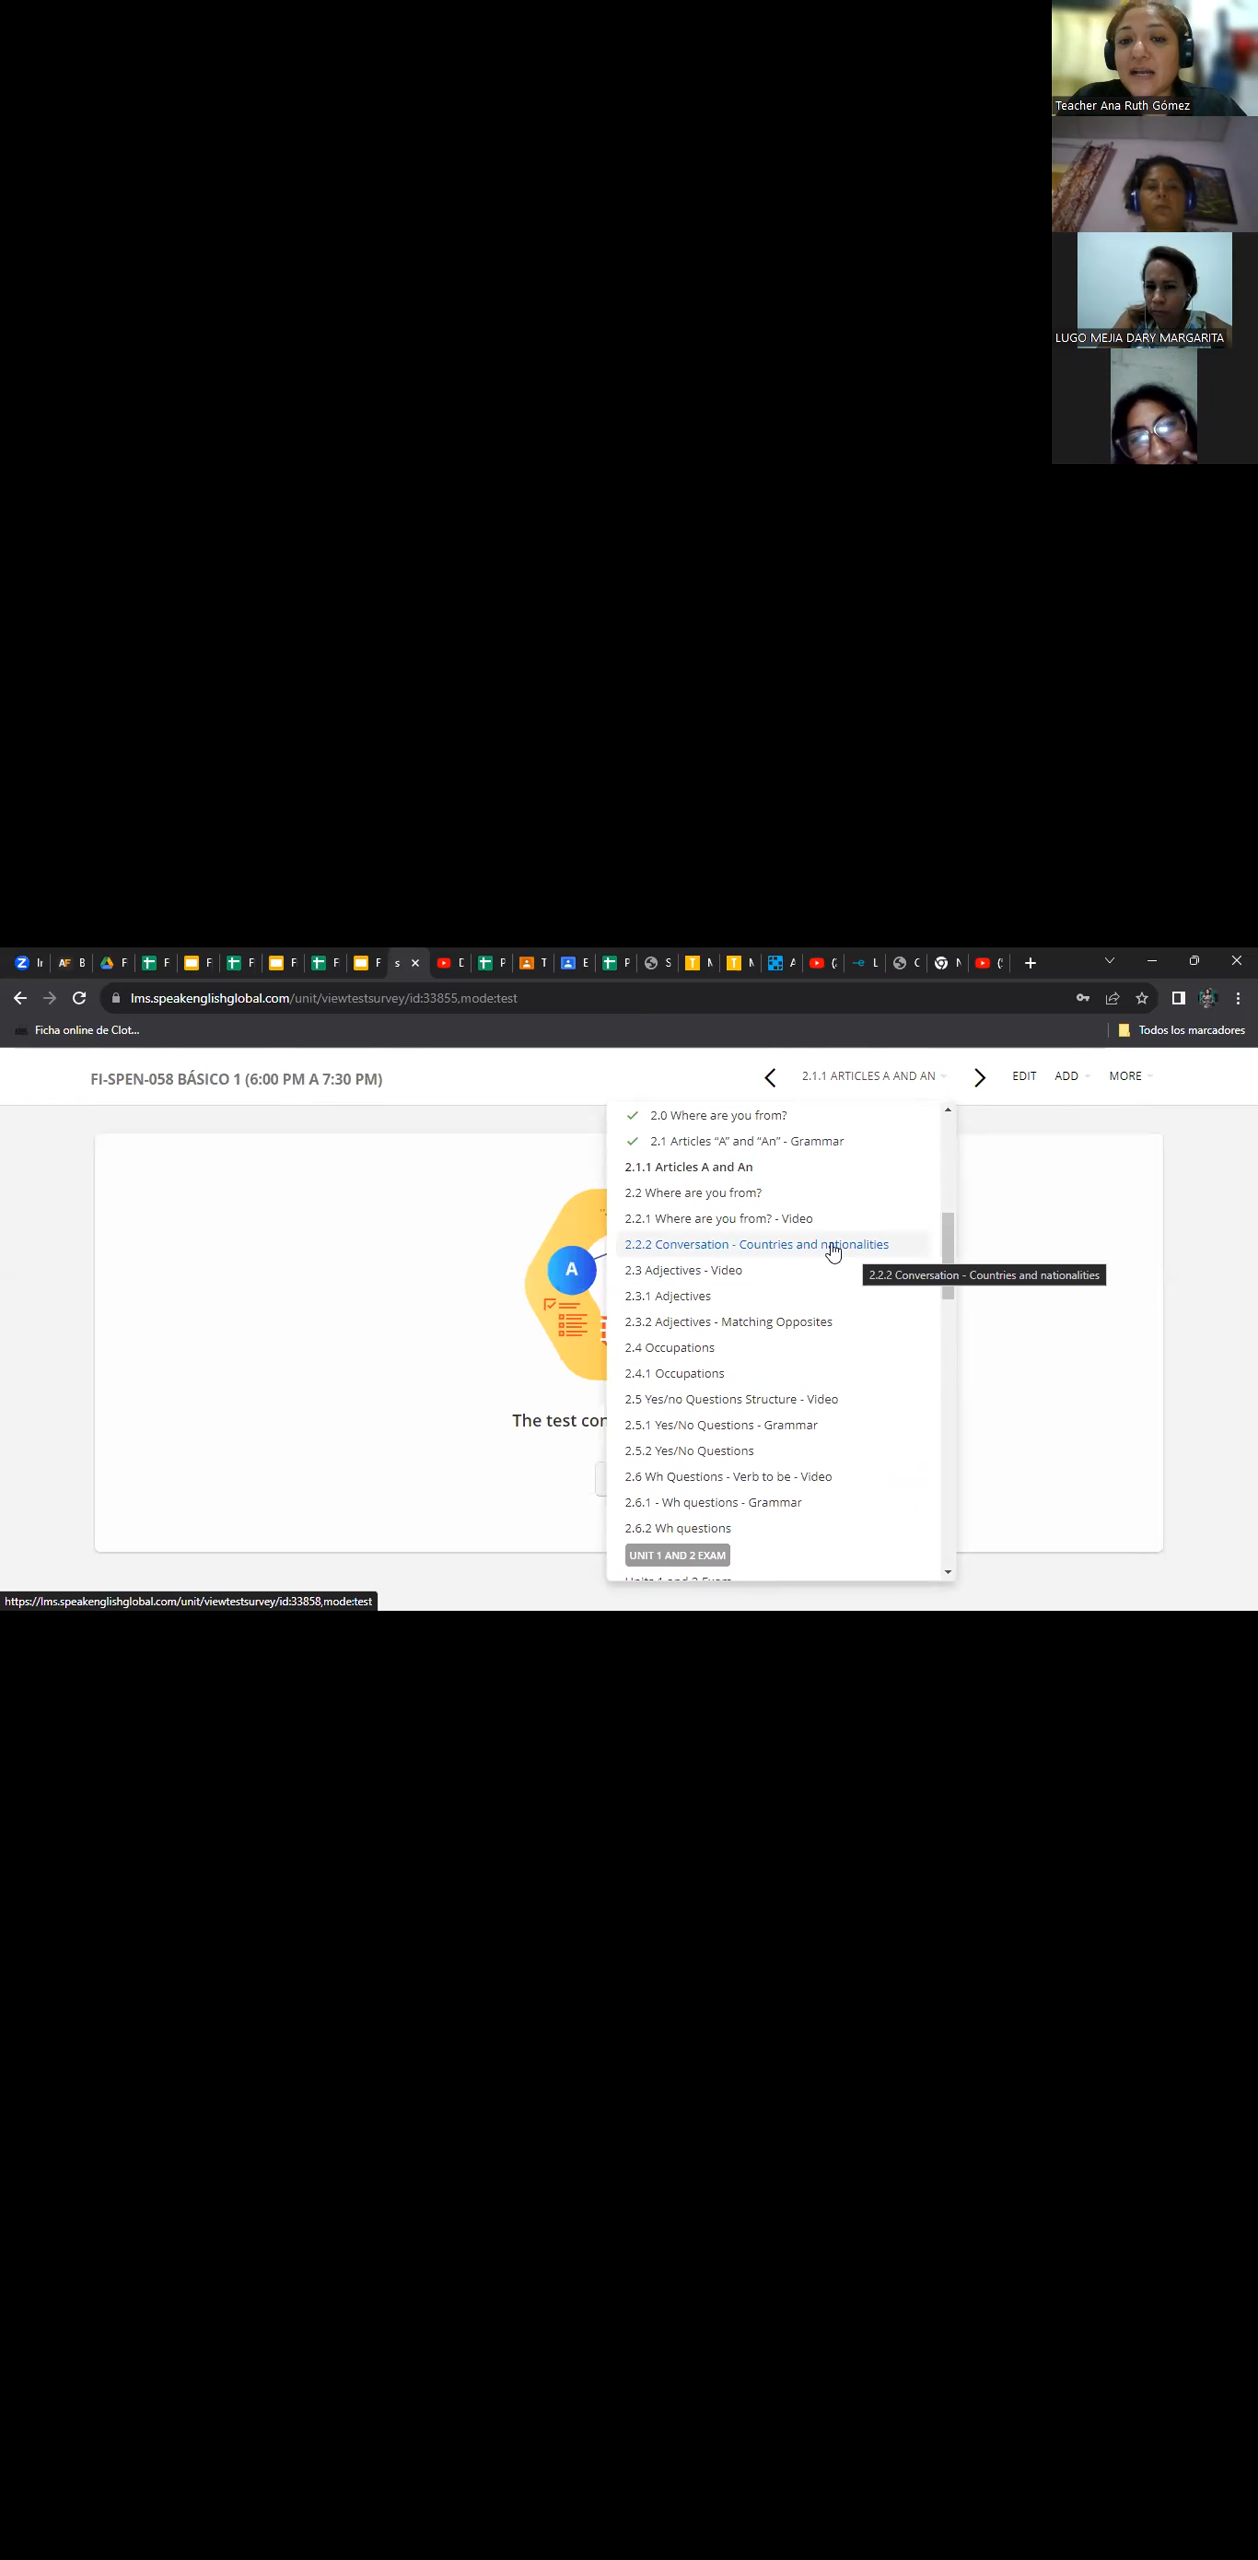 Teacher Ana Ruth Gómez
LUGO MEJIA DARY MARGARITA
lms.speakenglishglobal.com/unit/viewtestsurvey/id:33855,mode:test
Ficha online de Clot...
Todos los marcadores
FI-SPEN-058 BÁSICO 1 (6:00 PM A 7:30 PM)
2.1.1 ARTICLES A AND AN
EDIT
ADD
MORE
2.0 Where are you from?
2.1 Articles “A” and “An” - Grammar
2.1.1 Articles A and An
2.2 Where are you from?
2.2.1 Where are you from? - Video
2.2.2 Conversation - Countries and nationalities
2.3 Adjectives - Video
2.2.2 Conversation - Countries and nationalities
2.3.1 Adjectives
2.3.2 Adjectives - Matching Opposites
2.4 Occupations
2.4.1 Occupations
2.5 Yes/no Questions Structure - Video
2.5.1 Yes/No Questions - Grammar
2.5.2 Yes/No Questions
2.6 Wh Questions - Verb to be - Video
2.6.1 - Wh questions - Grammar
2.6.2 Wh questions
UNIT 1 AND 2 EXAM
A
The test con
https://lms.speakenglishglobal.com/unit/viewtestsurvey/id:33858,mode:test